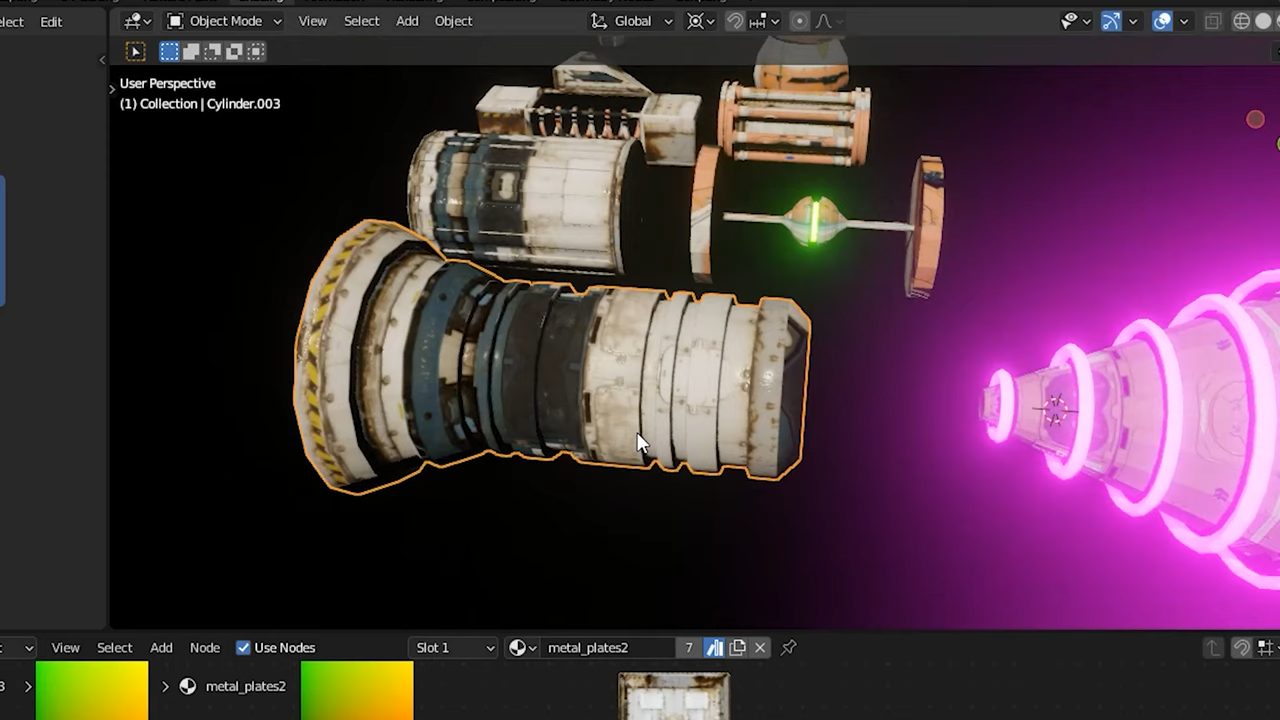 Edit
Object Mode
View
Select
Add
Object
Global
User Perspective
(1) Collection | Cylinder.003
View
Select
Add
Node
Use Nodes
Slot 1
metal_plates2
7
metal_plates2